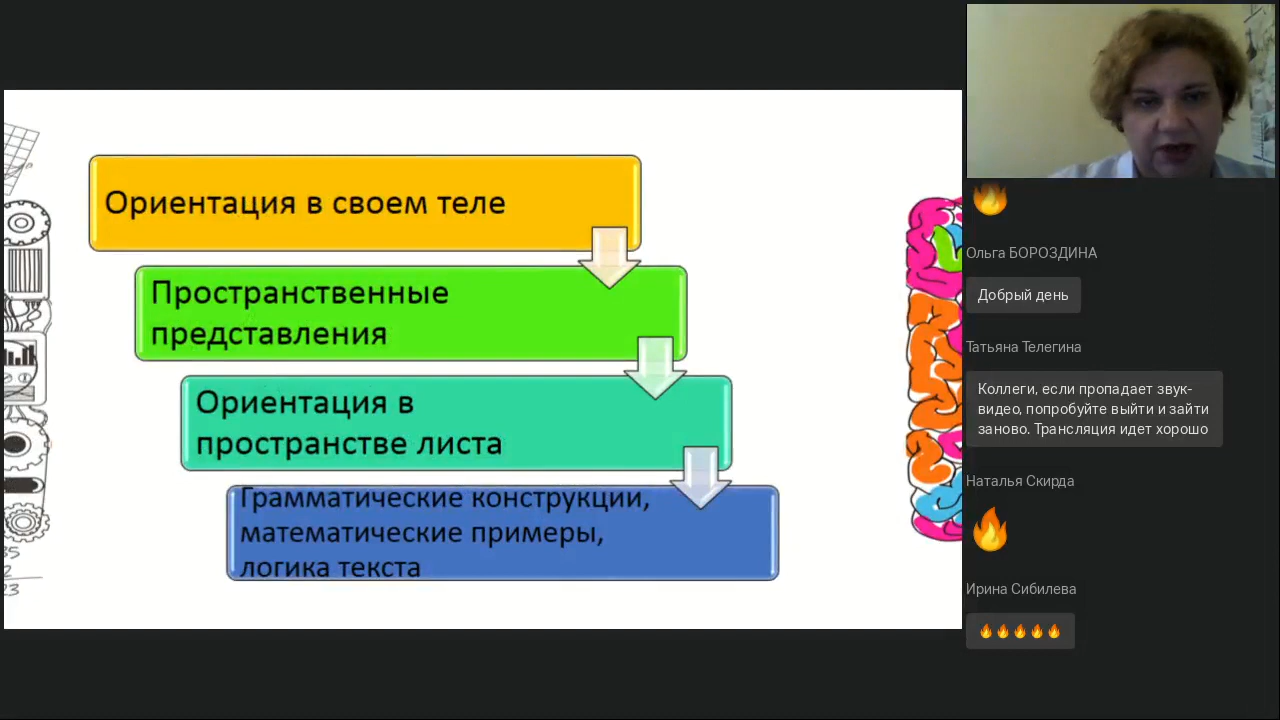 Ориентация в своем теле
Пространственные
представления
Ориентация в
пространстве листа
Грамматические конструкции,
математические примеры,
логика текста
Ольга БОРОЗДИНА
Добрый день
Татьяна Телегина
Коллеги, если пропадает звук-
видео, попробуйте выйти и зайти
заново. Трансляция идет хорошо
Наталья Скирда
Ирина Сибилева